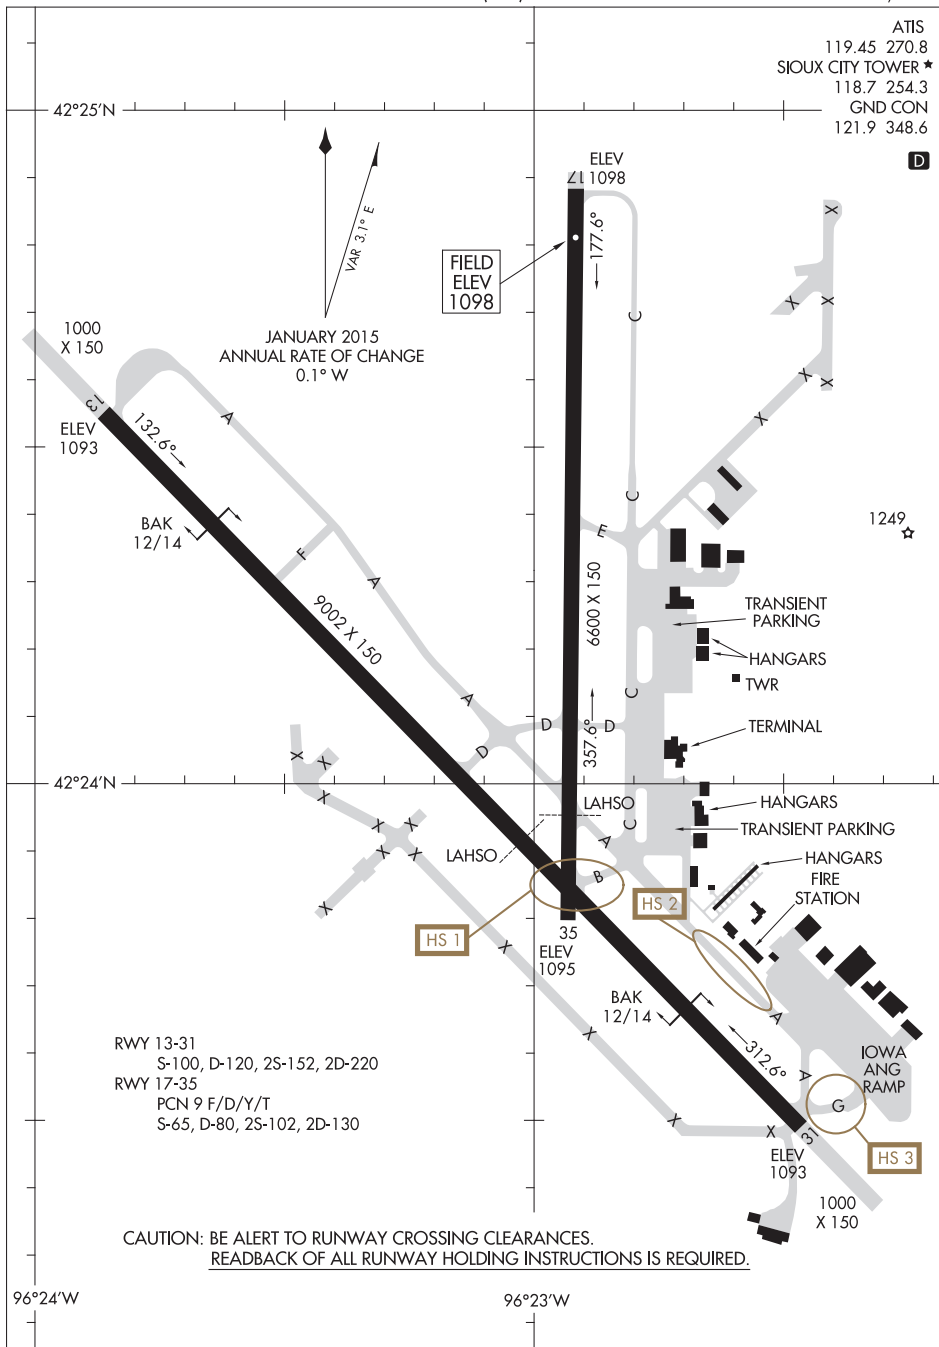 ATIS
119.45 270.8
SIOUX CITY TOWER
118.7 254.3
GND CON
121.9 348.6
D
42°25'N
VAR 3.1° E
JANUARY 2015
ANNUAL RATE OF CHANGE
0.1° W
ELEV
1098
17
177.6°
FIELD
ELEV
1098
X
X
X
X
X
X
C
1000
X 150
13
ELEV
1093
132.6°
A
BAK
12/14
F
A
9002 X 150
C
E
6600 X 150
1249
TRANSIENT
PARKING
HANGARS
TWR
C
A
D
D
D
357.6°
TERMINAL
42°24'N
X
X
X
X
X
X
X
X
LAHSO
LAHSO
C
A
B
HANGARS
TRANSIENT PARKING
HANGARS
FIRE
STATION
HS 1
HS 2
35
ELEV
1095
X
X
X
X
BAK
12/14
A
312.6°
A
IOWA
ANG
RAMP
G
HS 3
31
ELEV
1093
1000
X 150
RWY 13-31
S-100, D-120, 2S-152, 2D-220
RWY 17-35
PCN 9 F/D/Y/T
S-65, D-80, 2S-102, 2D-130
CAUTION: BE ALERT TO RUNWAY CROSSING CLEARANCES.
READBACK OF ALL RUNWAY HOLDING INSTRUCTIONS IS REQUIRED.
96°24'W
96°23'W